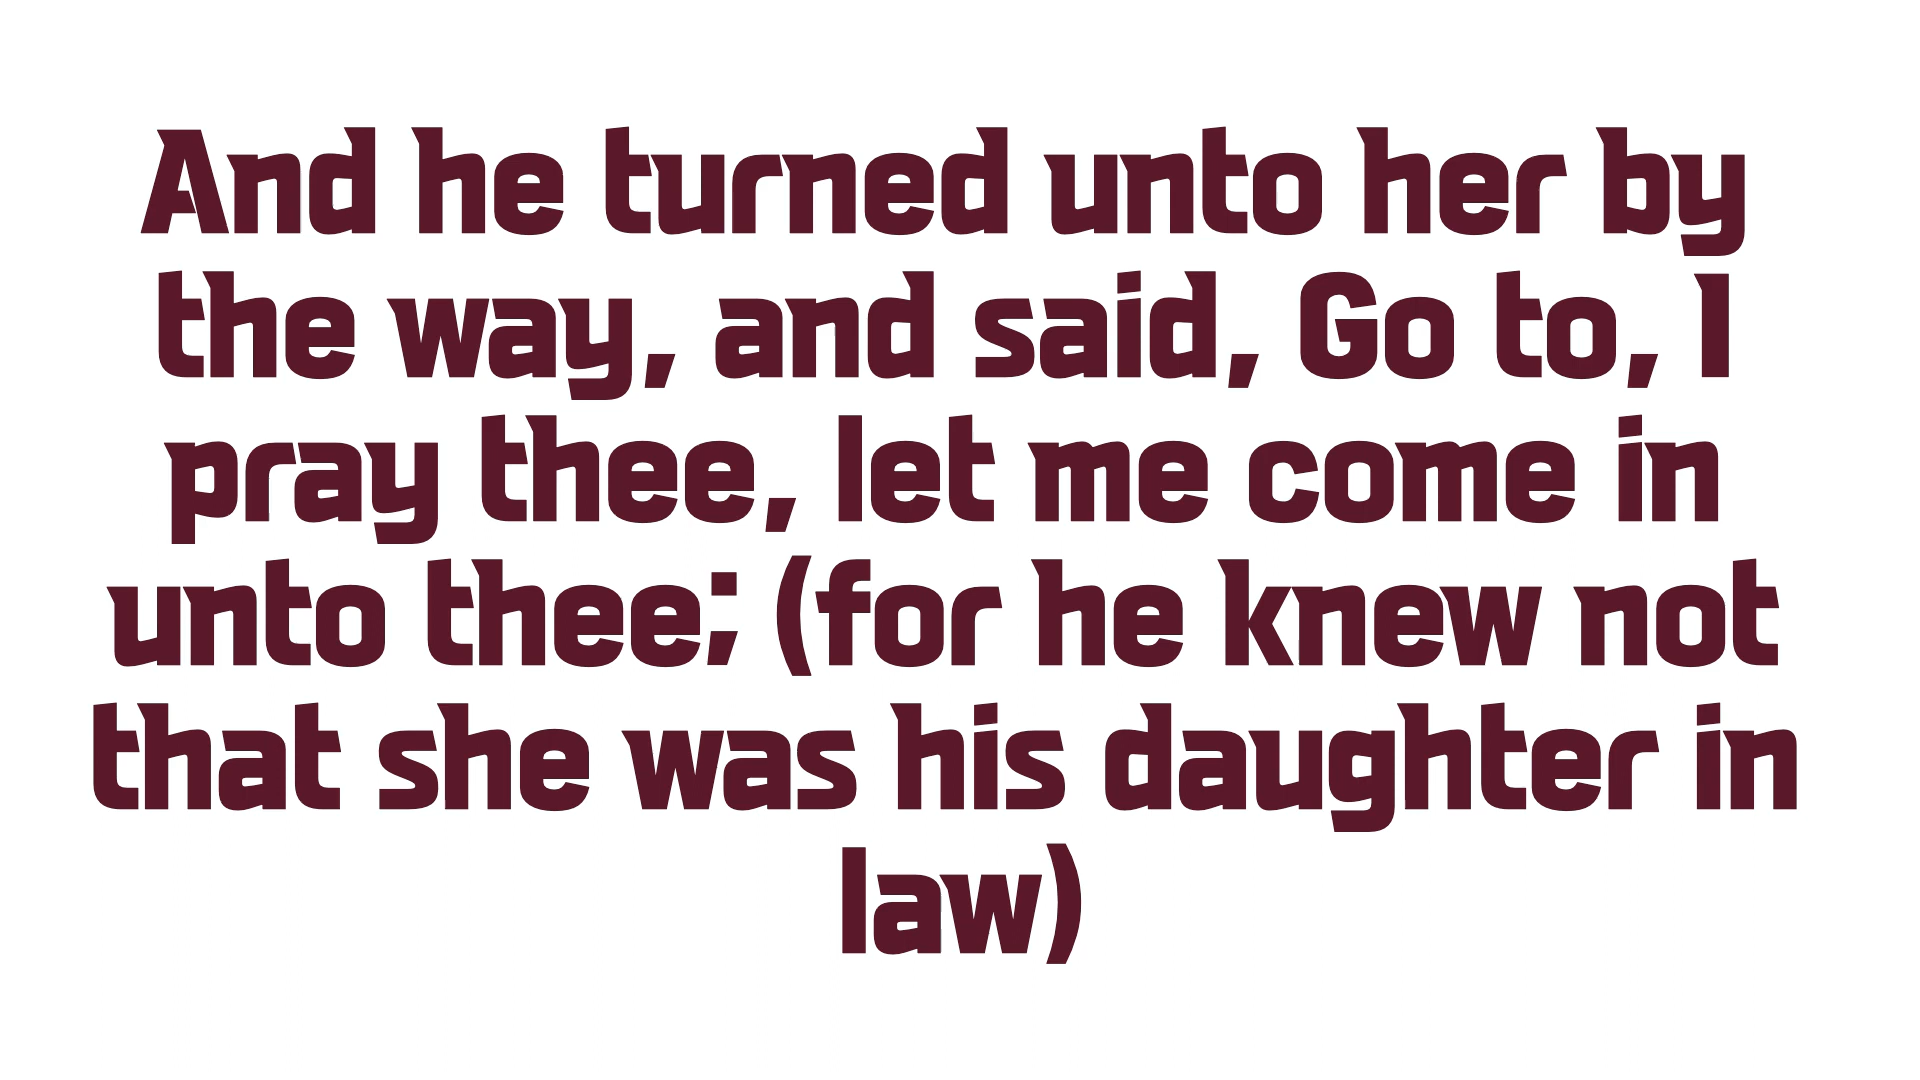 And he turned unto her by
the way, and said, Go to, I
pray thee, let me come in
unto thee; (for he knew not
that she was his daughter in
law)